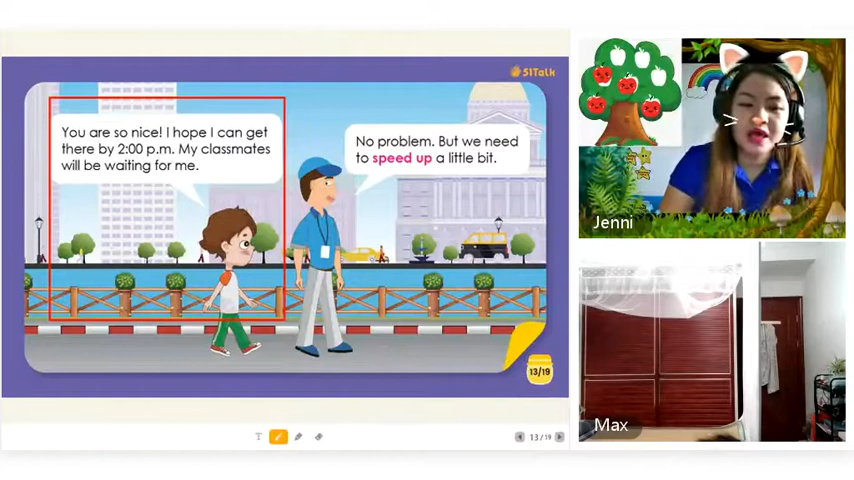 51Talk
You are so nice! I hope I can get
there by 2:00 p.m. My classmates
will be waiting for me.
No problem. But we need
to speed up a little bit.
13/19
T
13 / 19
Jenni
Max